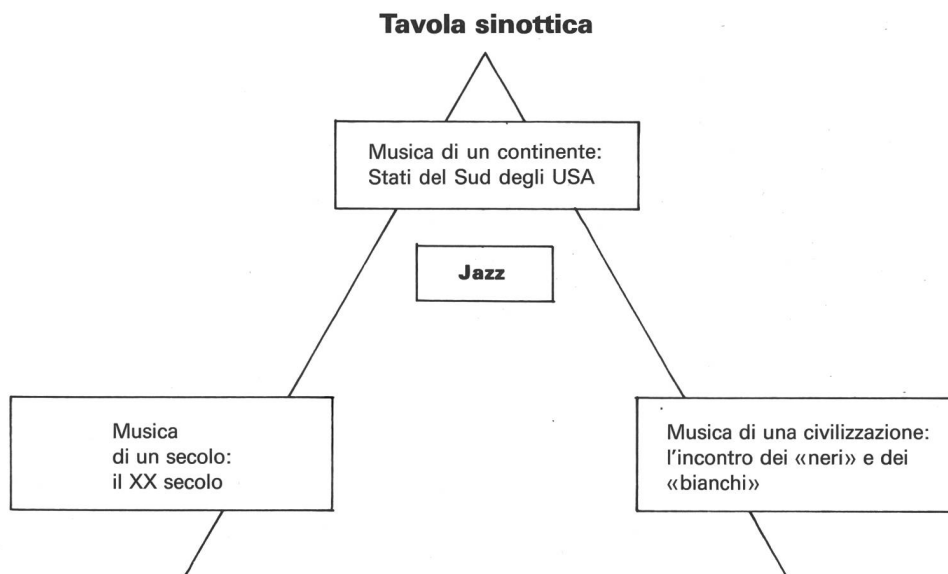 Tavola sinottica
Musica di un continente:
Stati del Sud degli USA
Jazz
Musica
di un secolo:
il XX secolo
Musica di una civilizzazione:
l'incontro dei «neri» e dei
«bianchi»